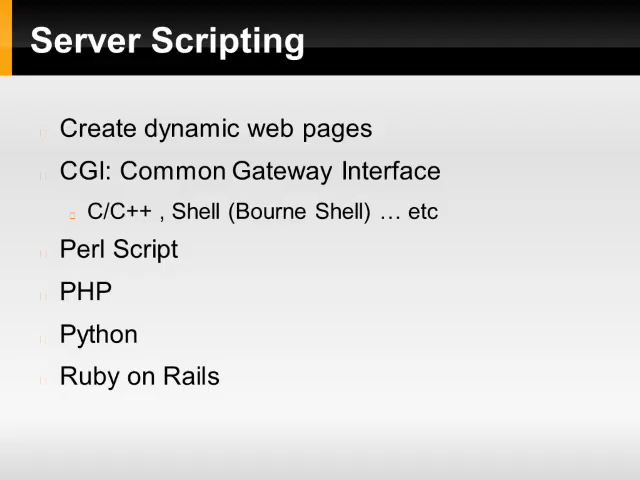 Server Scripting
Create dynamic web pages
CGI: Common Gateway Interface
C/C++ , Shell (Bourne Shell) … etc
Perl Script
PHP
Python
Ruby on Rails